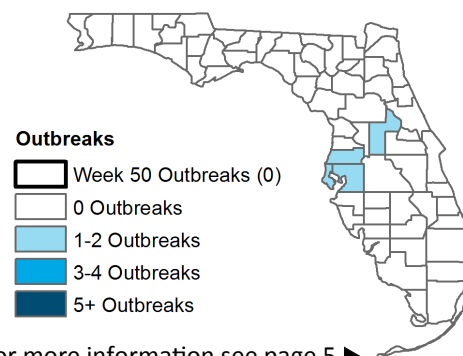 Outbreaks
Week 50 Outbreaks (0)
0 Outbreaks
1-2 Outbreaks
3-4 Outbreaks
5+ Outbreaks
or more information see page 5 ▶